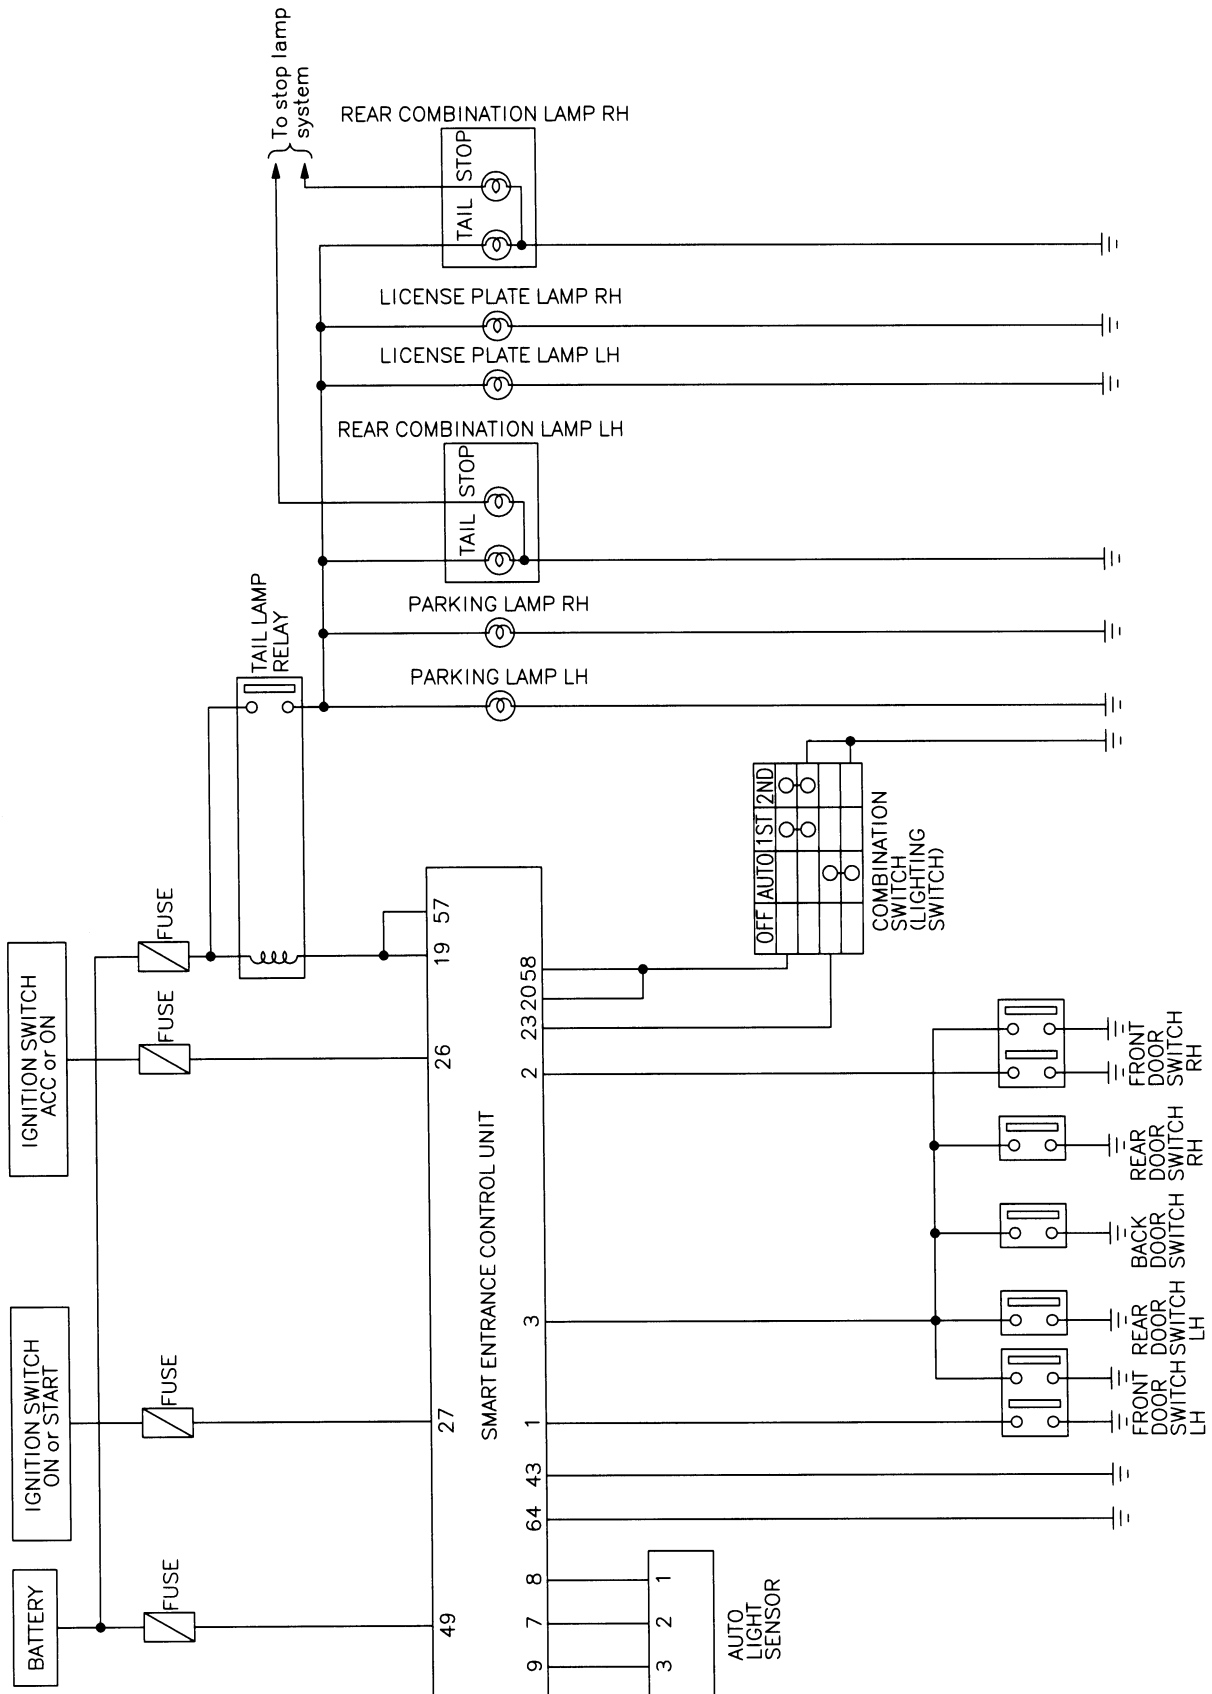 To stop lamp
system
REAR COMBINATION LAMP RH
STOP
TAIL
LICENSE PLATE LAMP RH
LICENSE PLATE LAMP LH
REAR COMBINATION LAMP LH
STOP
TAIL
TAIL LAMP
RELAY
PARKING LAMP RH
PARKING LAMP LH
OFF AUTO 1ST 2ND
COMBINATION
SWITCH
(LIGHTING
SWITCH)
FUSE
57
19
58
20
23
IGNITION SWITCH
ACC or ON
FUSE
26
2
FRONT
DOOR
SWITCH
RH
SMART ENTRANCE CONTROL UNIT
REAR
DOOR
SWITCH
RH
BACK
DOOR
SWITCH
3
REAR
DOOR
SWITCH
LH
IGNITION SWITCH
ON or START
FUSE
27
1
FRONT
DOOR
SWITCH
LH
43
64
BATTERY
FUSE
49
8
7
9
1
2
3
AUTO
LIGHT
SENSOR